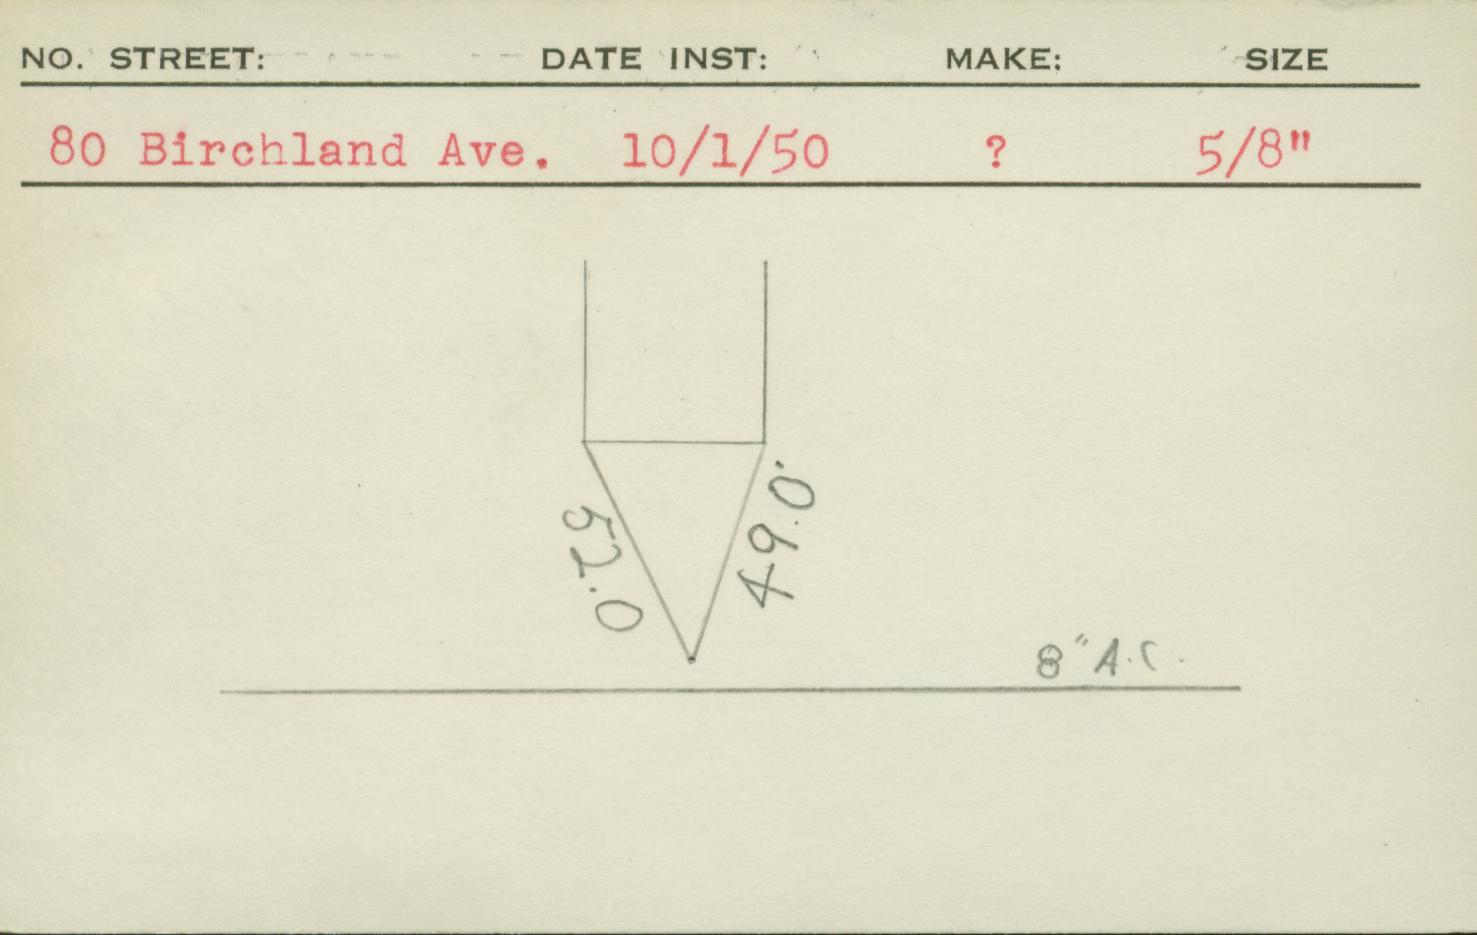 NO. STREET: DATE INST: MAKE: SIZE
80 Birchland Ave. 10/1/50 ? 5/8"
52.0
49.0'
8" A.C.